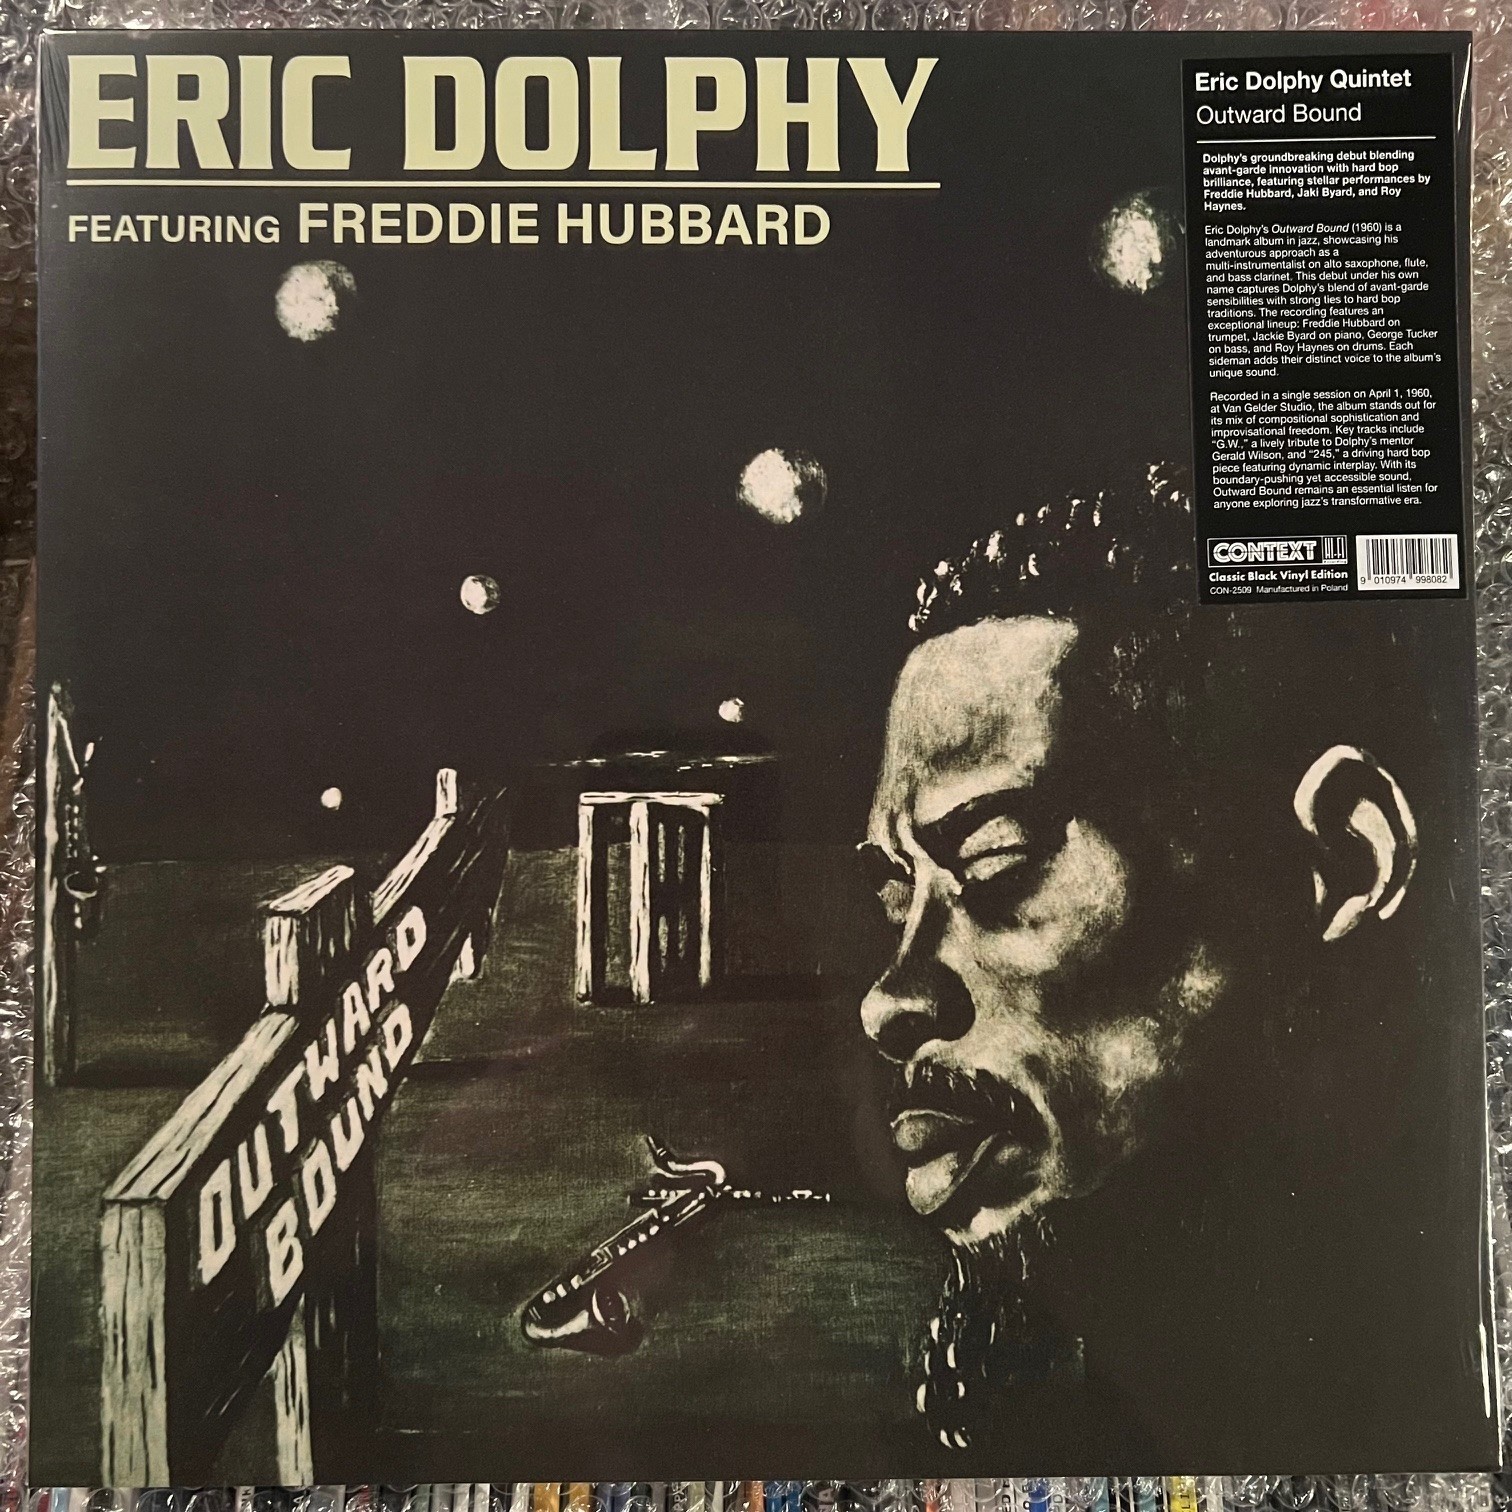 ERIC DOLPHY
FEATURING FREDDIE HUBBARD
Eric Dolphy Quintet
Outward Bound
Dolphy's groundbreaking debut blending
avant-garde innovation with hard bop
brilliance, featuring stellar performances by
Freddie Hubbard, Jaki Byard, and Roy
Haynes.
Eric Dolphy's Outward Bound (1960) is a
landmark album in jazz, showcasing his
adventurous approach as a
multi-instrumentalist on alto saxophone, flute,
and bass clarinet. This debut under his own
name captures Dolphy's blend of avant-garde
sensibilities with strong ties to hard bop
traditions. The recording features an
exceptional lineup: Freddie Hubbard on
trumpet, Jackie Byard on piano, George Tucker
on bass, and Roy Haynes on drums. Each
sideman adds their distinct voice to the album's
unique sound.
Recorded in a single session on April 1, 1960,
at Van Gelder Studio, the album stands out for
its mix of compositional sophistication and
improvisational freedom. Key tracks include
"G.W.," a lively tribute to Dolphy's mentor
Gerald Wilson, and "245," a driving hard bop
piece featuring dynamic interplay. With its
boundary-pushing yet accessible sound,
Outward Bound remains an essential listen for
anyone exploring jazz's transformative era.
CONTEXT HI-FI
Classic Black Vinyl Edition
CON-2509 Manufactured in Poland
9 010974 998082
OUTWARD
BOUND